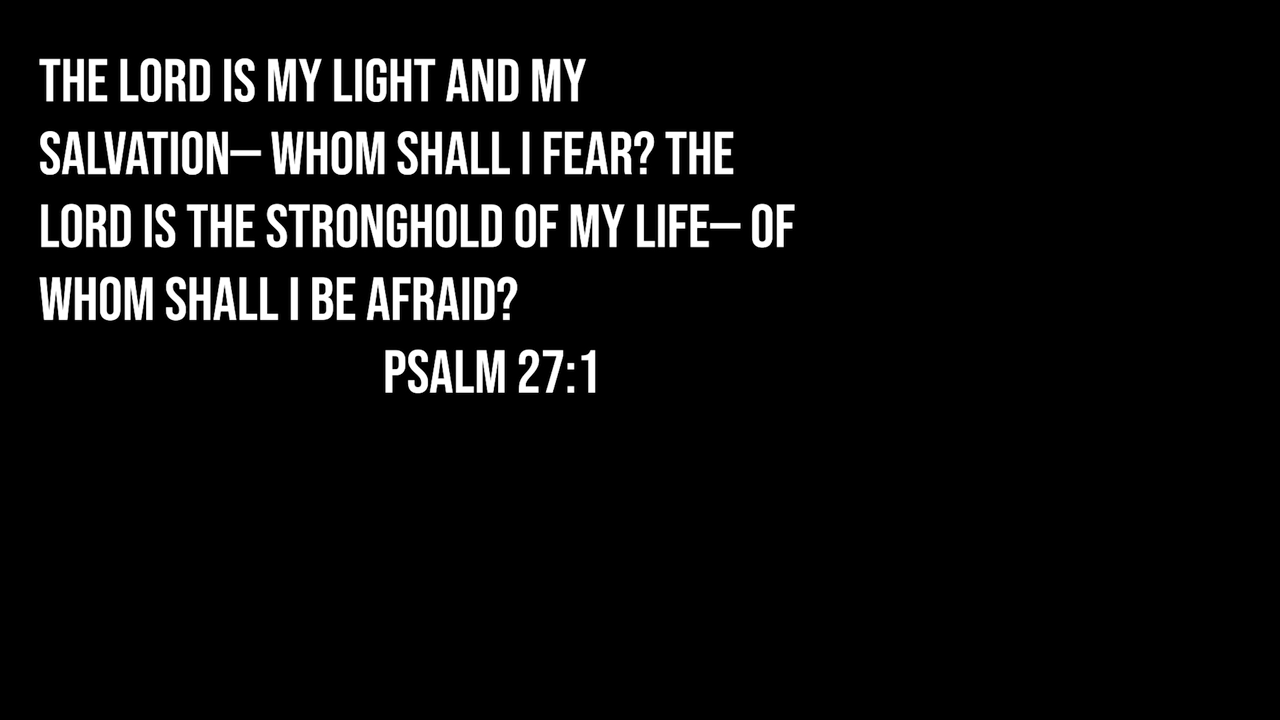 THE LORD IS MY LIGHT AND MY
SALVATION— WHOM SHALL I FEAR? THE
LORD IS THE STRONGHOLD OF MY LIFE— OF
WHOM SHALL I BE AFRAID?
PSALM 27:1